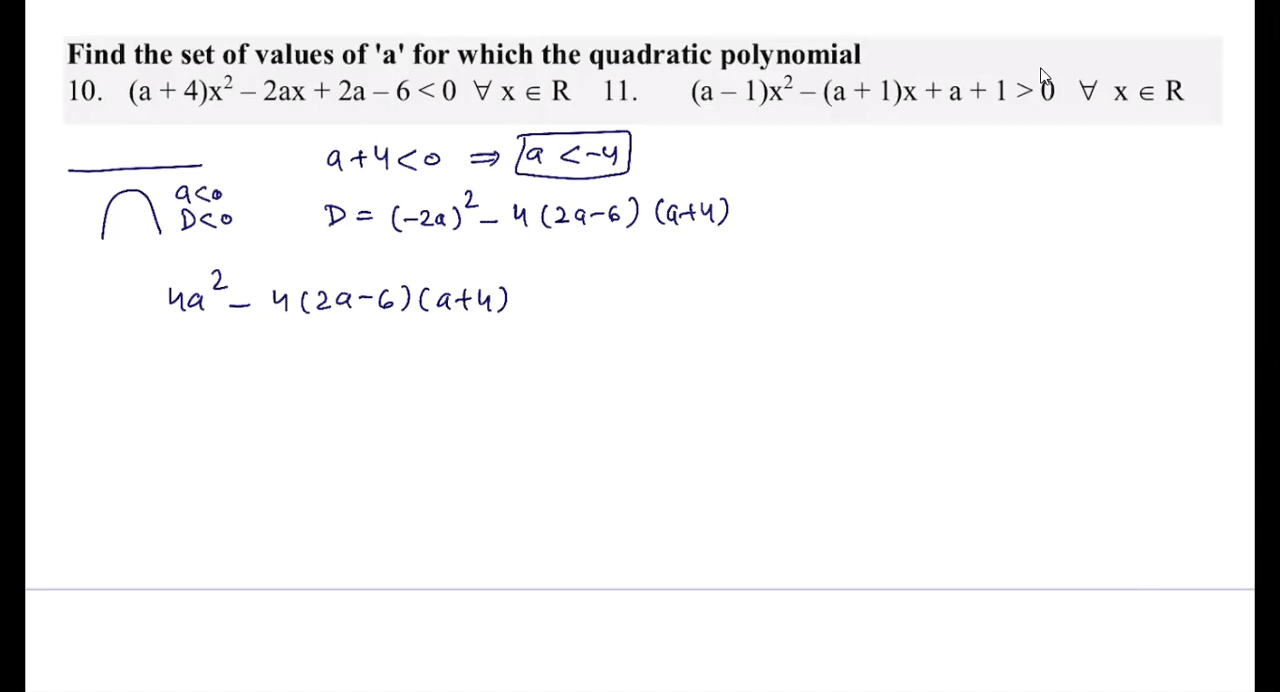 Find the set of values of 'a' for which the quadratic polynomial
10. (a + 4)x² – 2ax + 2a – 6 < 0 ∀ x ∈ R 11. (a – 1)x² – (a + 1)x + a + 1 > 0 ∀ x ∈ R
a+4<0 ⇒ a <-4
a<0
D<0 D = (-2a)² - 4(2a-6) (a+4)
4a² - 4(2a-6)(a+4)